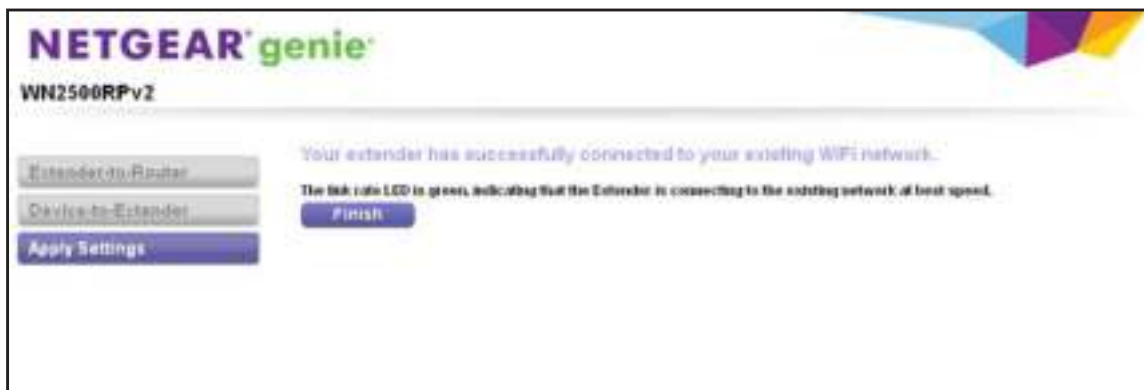 NETGEAR® genie®
WN2500RPv2
Your extender has successfully connected to your existing WiFi network.
Extender-to-Router
The link rate LED is green, indicating that the Extender is connecting to the existing network at best speed.
Device-to-Extender
Finish
Apply Settings